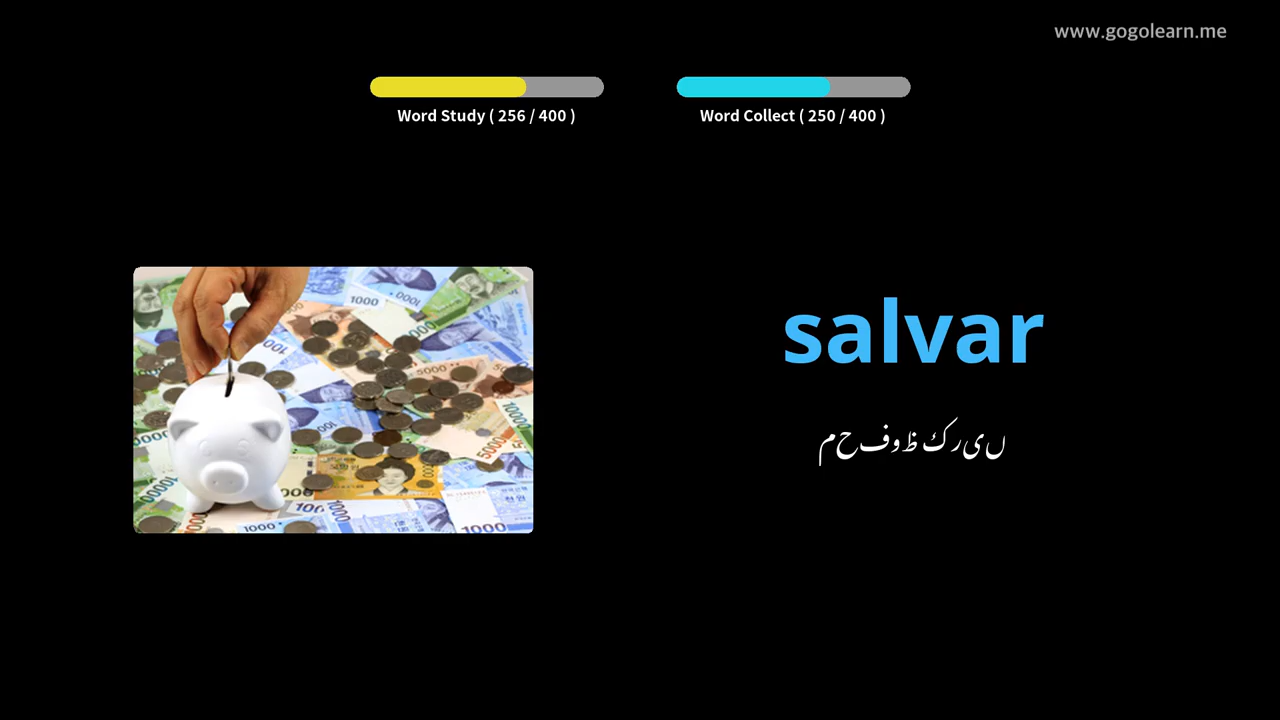 www.gogolearn.me
Word Study ( 256 / 400 )
Word Collect ( 250 / 400 )
salvar
محفوظ کریں